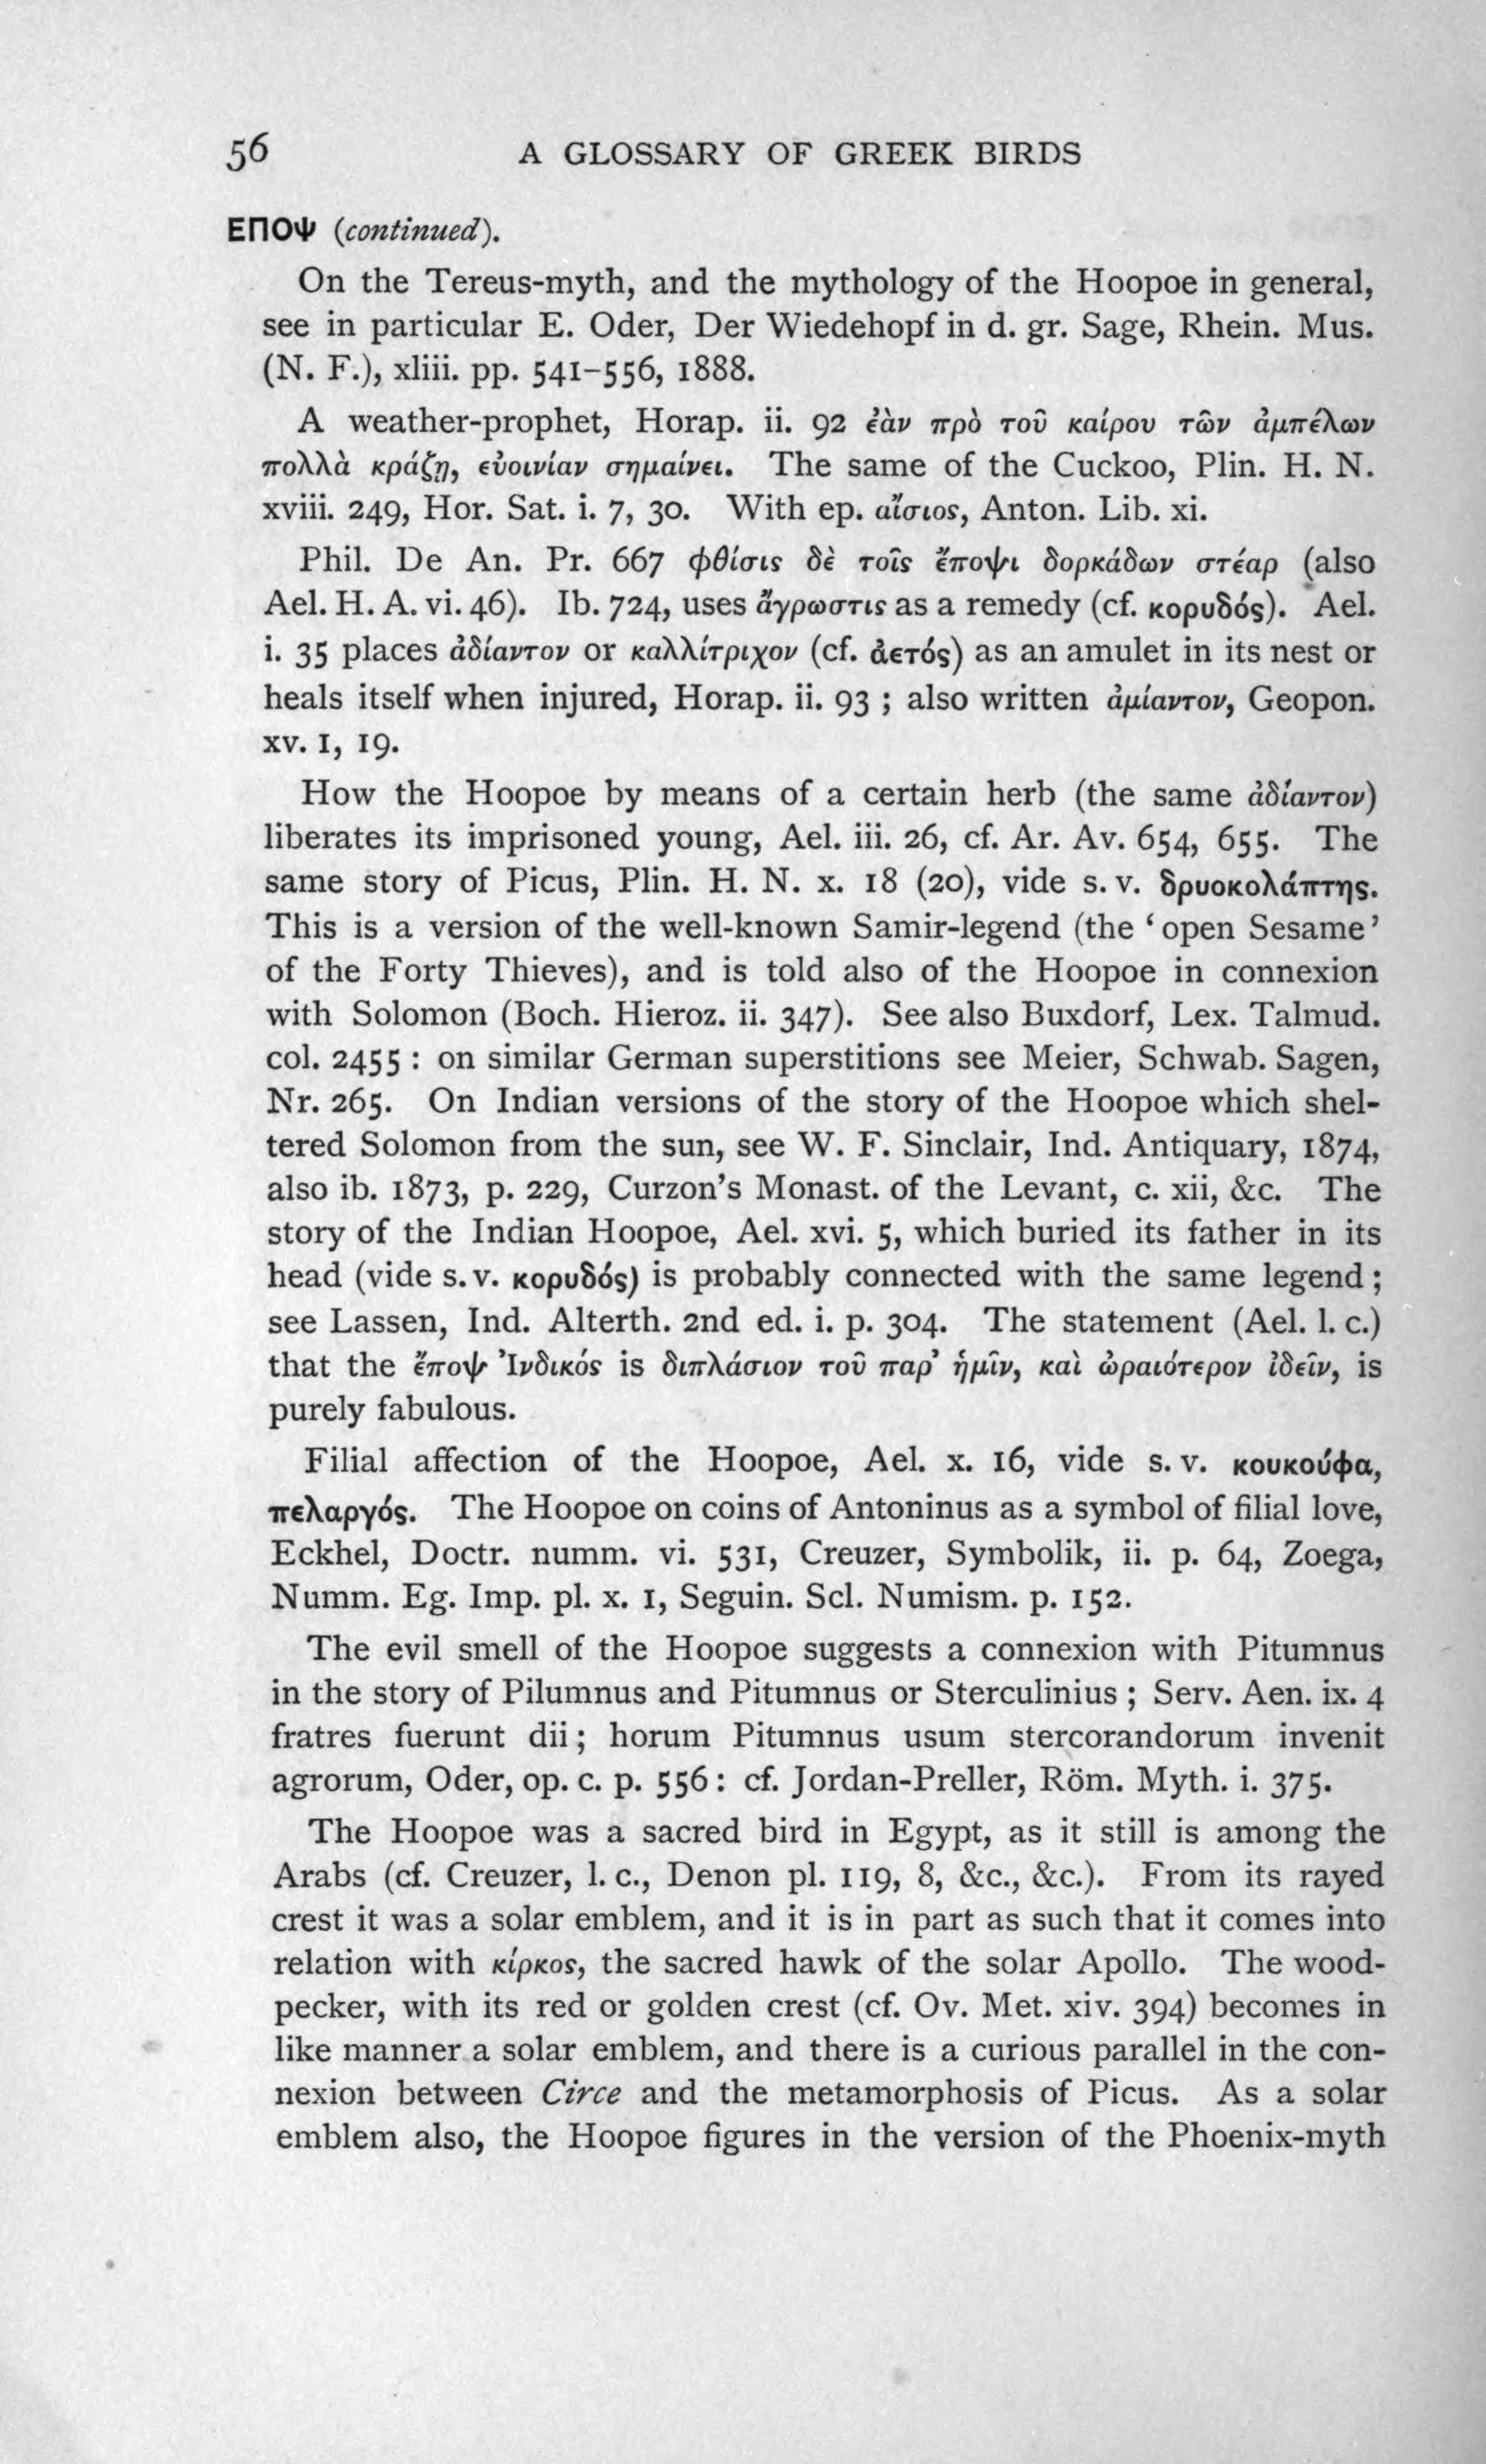 56 A GLOSSARY OF GREEK BIRDS
ΕΠΟΨ (continued).
On the Tereus-myth, and the mythology of the Hoopoe in general,
see in particular E. Oder, Der Wiedehopf in d. gr. Sage, Rhein. Mus.
(N. F.), xliii. pp. 541–556, 1888.
A weather-prophet, Horap. ii. 92 ἐὰν πρὸ τοῦ καίρου τῶν ἀμπέλων
πολλὰ κράζῃ, εὐοινίαν σημαίνει. The same of the Cuckoo, Plin. H. N.
xviii. 249, Hor. Sat. i. 7, 30. With ep. αἴσιος, Anton. Lib. xi.
Phil. De An. Pr. 667 φθίσις δὲ τοῖς ἔποψι δορκάδων στέαρ (also
Ael. H. A. vi. 46). Ib. 724, uses ἄγρωστις as a remedy (cf. κορυδός). Ael.
i. 35 places ἀδίαντον or καλλίτριχον (cf. ἀετός) as an amulet in its nest or
heals itself when injured, Horap. ii. 93 ; also written ἀμίαντον, Geopon.
xv. 1, 19.
How the Hoopoe by means of a certain herb (the same ἀδίαντον)
liberates its imprisoned young, Ael. iii. 26, cf. Ar. Av. 654, 655. The
same story of Picus, Plin. H. N. x. 18 (20), vide s. v. δρυοκολάπτης.
This is a version of the well-known Samir-legend (the ‘ open Sesame ’
of the Forty Thieves), and is told also of the Hoopoe in connexion
with Solomon (Boch. Hieroz. ii. 347). See also Buxdorf, Lex. Talmud.
col. 2455 : on similar German superstitions see Meier, Schwab. Sagen,
Nr. 265. On Indian versions of the story of the Hoopoe which shel-
tered Solomon from the sun, see W. F. Sinclair, Ind. Antiquary, 1874,
also ib. 1873, p. 229, Curzon’s Monast. of the Levant, c. xii, &c. The
story of the Indian Hoopoe, Ael. xvi. 5, which buried its father in its
head (vide s. v. κορυδός) is probably connected with the same legend ;
see Lassen, Ind. Alterth. 2nd ed. i. p. 304. The statement (Ael. l. c.)
that the ἔποψ Ἰνδικός is διπλάσιον τοῦ παρ’ ἡμῖν, καὶ ὡραιότερον ἰδεῖν, is
purely fabulous.
Filial affection of the Hoopoe, Ael. x. 16, vide s. v. κουκούφα,
πελαργός. The Hoopoe on coins of Antoninus as a symbol of filial love,
Eckhel, Doctr. numm. vi. 531, Creuzer, Symbolik, ii. p. 64, Zoega,
Numm. Eg. Imp. pl. x. 1, Seguin. Scl. Numism. p. 152.
The evil smell of the Hoopoe suggests a connexion with Pitumnus
in the story of Pilumnus and Pitumnus or Sterculinius ; Serv. Aen. ix. 4
fratres fuerunt dii ; horum Pitumnus usum stercorandorum invenit
agrorum, Oder, op. c. p. 556 : cf. Jordan-Preller, Röm. Myth. i. 375.
The Hoopoe was a sacred bird in Egypt, as it still is among the
Arabs (cf. Creuzer, l. c., Denon pl. 119, 8, &c., &c.). From its rayed
crest it was a solar emblem, and it is in part as such that it comes into
relation with κίρκος, the sacred hawk of the solar Apollo. The wood-
pecker, with its red or golden crest (cf. Ov. Met. xiv. 394) becomes in
like manner a solar emblem, and there is a curious parallel in the con-
nexion between Circe and the metamorphosis of Picus. As a solar
emblem also, the Hoopoe figures in the version of the Phoenix-myth